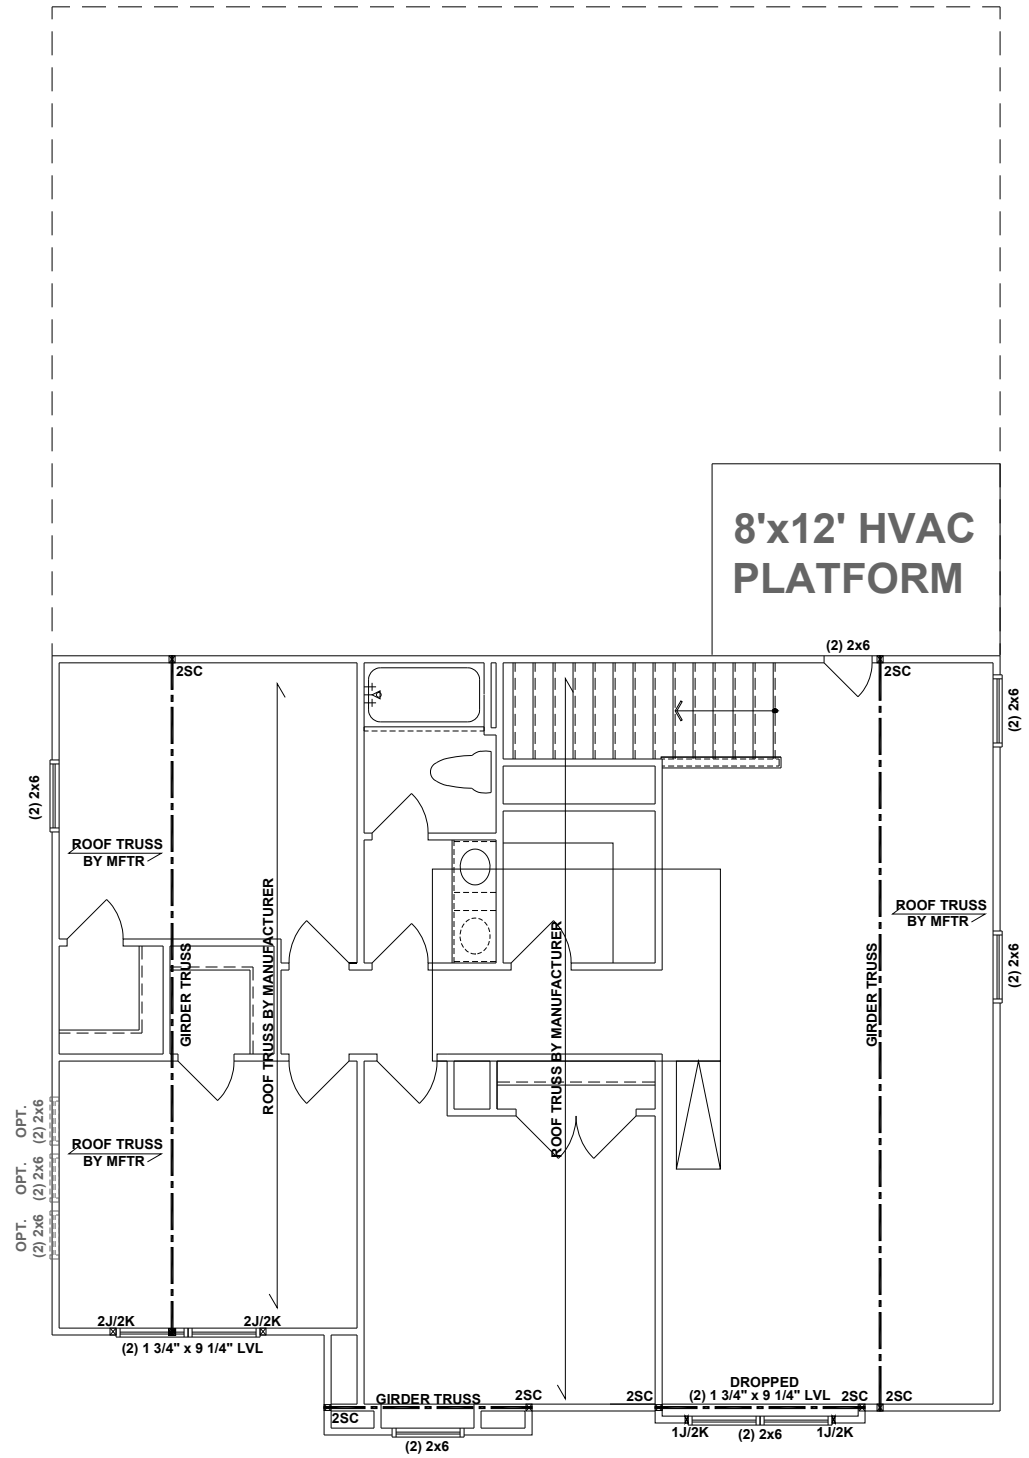 8'x12' HVAC
PLATFORM
(2) 2x6
2SC
2SC
(2) 2x6
(2) 2x6
ROOF TRUSS
BY MFTR
ROOF TRUSS BY MANUFACTURER
GIRDER TRUSS
ROOF TRUSS BY MANUFACTURER
ROOF TRUSS
BY MFTR
GIRDER TRUSS
(2) 2x6
OPT.
(2) 2x6
OPT.
(2) 2x6
OPT.
(2) 2x6
ROOF TRUSS
BY MFTR
2J/2K
2J/2K
(2) 1 3/4" x 9 1/4" LVL
GIRDER TRUSS
2SC
2SC
(2) 2x6
DROPPED
(2) 1 3/4" x 9 1/4" LVL
2SC
2SC
2SC
1J/2K
(2) 2x6
1J/2K